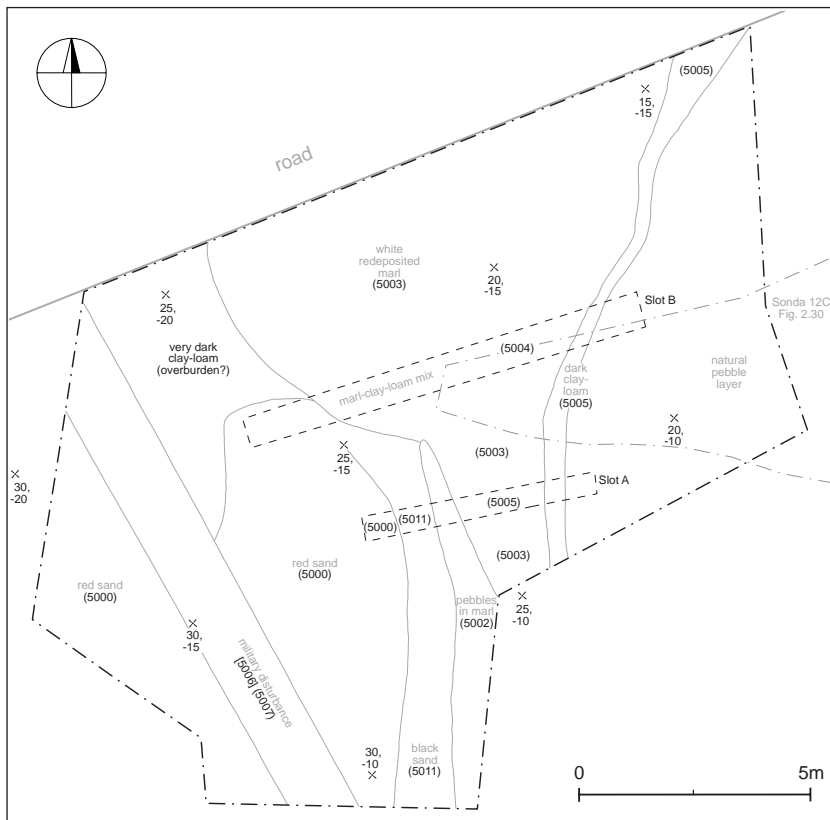 (5005)
15,
-15
road
white
redeposited
marl
(5003)
20,
-15
25,
-20
Slot B
Sonda 12C
Fig. 2.30
very dark
clay-loam
(overburden?)
(5004)
marl-clay-loam mix
dark
clay-
loam
(5005)
natural
pebble
layer
20,
-10
25,
-15
(5003)
30,
-20
Slot A
(5005)
(5011)
(5000)
(5003)
red sand
(5000)
red sand
(5000)
pebbles
in marl
(5002)
25,
-10
30,
-15
military disturbance
[5006] (5007)
30,
-10
black
sand
(5011)
0
5m